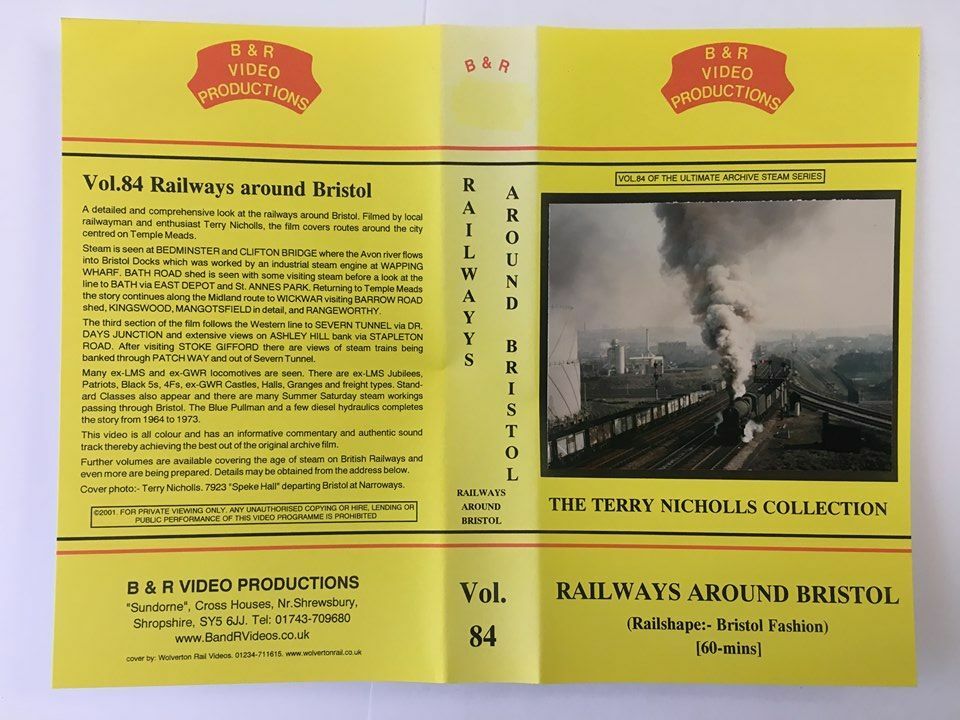 B & R
VIDEO
PRODUCTIONS
Vol.84 Railways around Bristol
A detailed and comprehensive look at the railways around Bristol. Filmed by local
railwayman and enthusiast Terry Nicholls, the film covers routes around the city
centred on Temple Meads.
Steam is seen at BEDMINSTER and CLIFTON BRIDGE where the Avon river flows
into Bristol Docks which was worked by an industrial steam engine at WAPPING
WHARF. BATH ROAD shed is seen with some visiting steam before a look at the
line to BATH via EAST DEPOT and St. ANNES PARK. Returning to Temple Meads
the story continues along the Midland route to WICKWAR visiting BARROW ROAD
shed, KINGSWOOD, MANGOTSFIELD in detail, and RANGEWORTHY.
The third section of the film follows the Western line to SEVERN TUNNEL via DR.
DAYS JUNCTION and extensive views on ASHLEY HILL bank via STAPLETON
ROAD. After visiting STOKE GIFFORD there are views of steam trains being
banked through PATCH WAY and out of Severn Tunnel.
Many ex-LMS and ex-GWR locomotives are seen. There are ex-LMS Jubilees,
Patriots, Black 5s, 4Fs, ex-GWR Castles, Halls, Granges and freight types. Stand-
ard Classes also appear and there are many Summer Saturday steam workings
passing through Bristol. The Blue Pullman and a few diesel hydraulics completes
the story from 1964 to 1973.
This video is all colour and has an informative commentary and authentic sound
track thereby achieving the best out of the original archive film.
Further volumes are available covering the age of steam on British Railways and
even more are being prepared. Details may be obtained from the address below.
Cover photo:- Terry Nicholls. 7923 "Speke Hall" departing Bristol at Narroways.
©2001. FOR PRIVATE VIEWING ONLY. ANY UNAUTHORISED COPYING OR HIRE, LENDING OR
PUBLIC PERFORMANCE OF THIS VIDEO PROGRAMME IS PROHIBITED
B & R VIDEO PRODUCTIONS
"Sundorne", Cross Houses, Nr.Shrewsbury,
Shropshire, SY5 6JJ. Tel: 01743-709680
www.BandRVideos.co.uk
cover by: Wolverton Rail Videos. 01234-711615. www.wolvertonrail.co.uk
B & R
RAILWAYS
AROUND BRISTOL
RAILWAYS
AROUND
BRISTOL
Vol.
84
B & R
VIDEO
PRODUCTIONS
VOL.84 OF THE ULTIMATE ARCHIVE STEAM SERIES
THE TERRY NICHOLLS COLLECTION
RAILWAYS AROUND BRISTOL
(Railshape:- Bristol Fashion)
[60-mins]